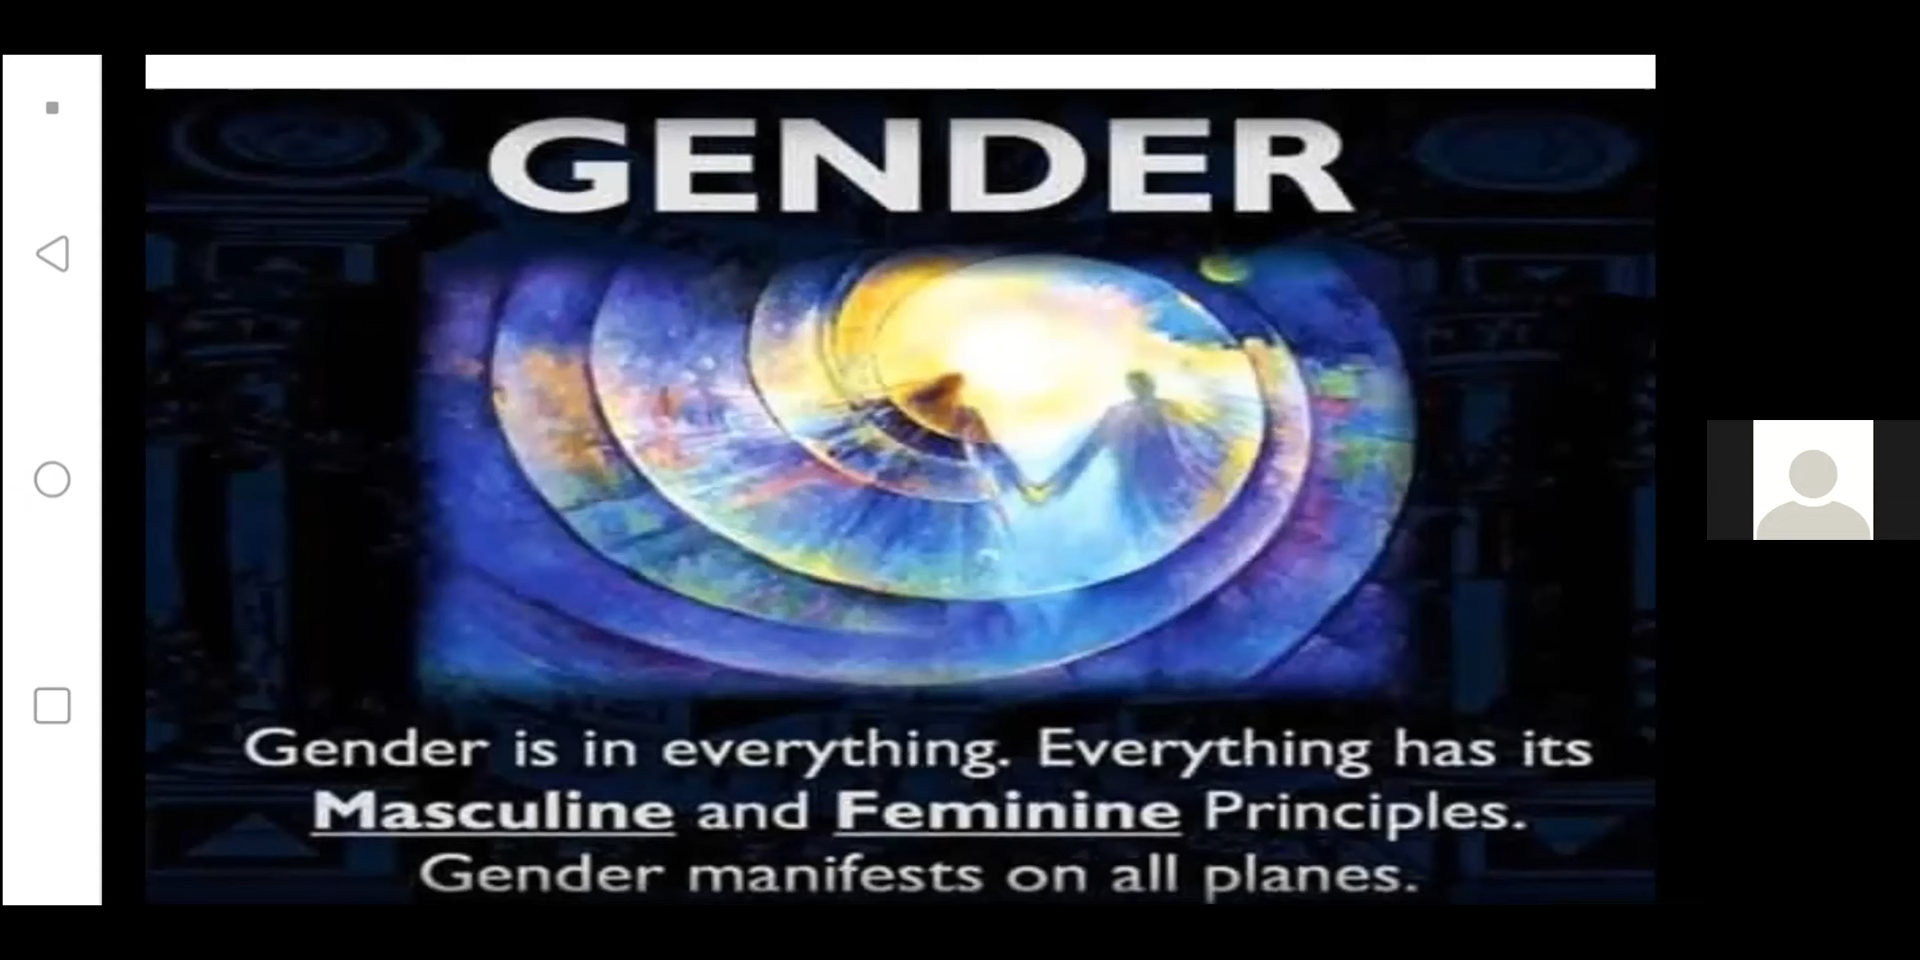 GENDER
Gender is in everything. Everything has its
Masculine and Feminine Principles.
Gender manifests on all planes.